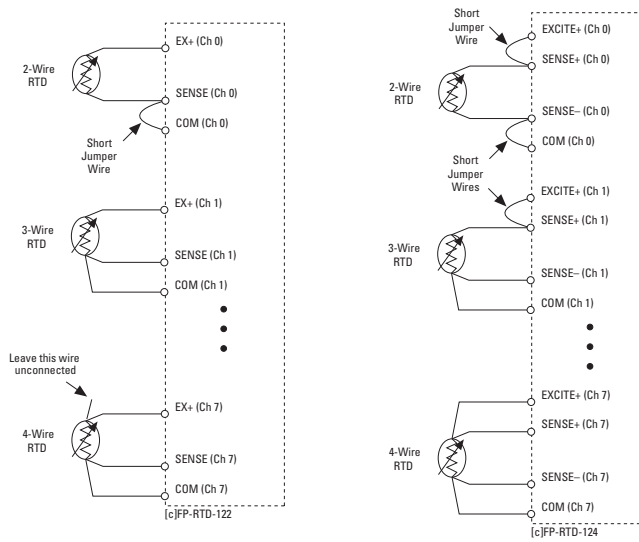 EX+ (Ch 0)
2-Wire
RTD
SENSE (Ch 0)
COM (Ch 0)
Short
Jumper
Wire
EX+ (Ch 1)
3-Wire
RTD
SENSE (Ch 1)
COM (Ch 1)
Leave this wire
unconnected
EX+ (Ch 7)
4-Wire
RTD
SENSE (Ch 7)
COM (Ch 7)
[c]FP-RTD-122
Short
Jumper
Wire
EXCITE+ (Ch 0)
SENSE+ (Ch 0)
2-Wire
RTD
SENSE– (Ch 0)
COM (Ch 0)
Short
Jumper
Wires
EXCITE+ (Ch 1)
SENSE+ (Ch 1)
3-Wire
RTD
SENSE– (Ch 1)
COM (Ch 1)
EXCITE+ (Ch 7)
SENSE+ (Ch 7)
4-Wire
RTD
SENSE– (Ch 7)
COM (Ch 7)
[c]FP-RTD-124